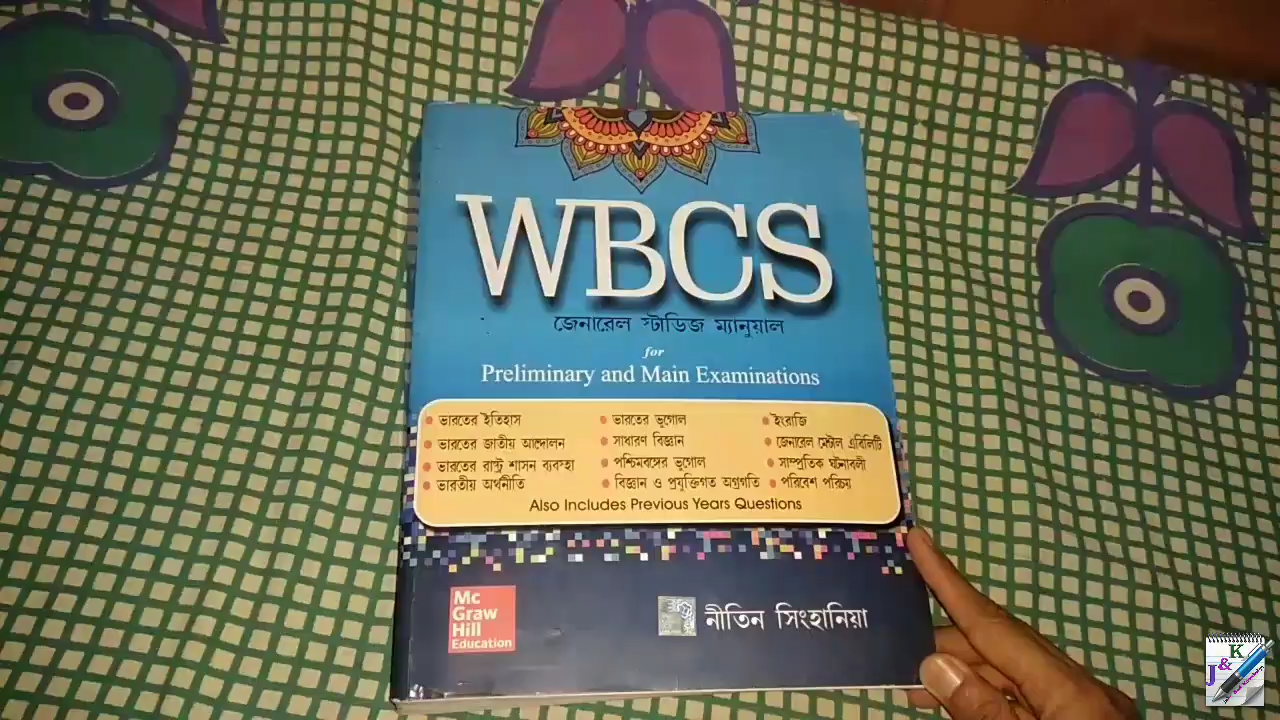 WBCS
জেনারেল স্টাডিজ ম্যানুয়াল
for
Preliminary and Main Examinations
• ভারতের ইতিহাস
• ভারতের জাতীয় আন্দোলন
• ভারতের রাষ্ট্র শাসন ব্যবস্থা
• ভারতীয় অর্থনীতি
• ভারতের ভূগোল
• সাধারণ বিজ্ঞান
• পশ্চিমবঙ্গের ভূগোল
• বিজ্ঞান ও প্রযুক্তিগত অগ্রগতি
• ইংরাজি
• জেনারেল মেন্টাল এবিলিটি
• সাম্প্রতিক ঘটনাবলী
• পরিবেশ পরিচয়
Also Includes Previous Years Questions
Mc
Graw
Hill
Education
নীতিন সিংহানিয়া
J&K